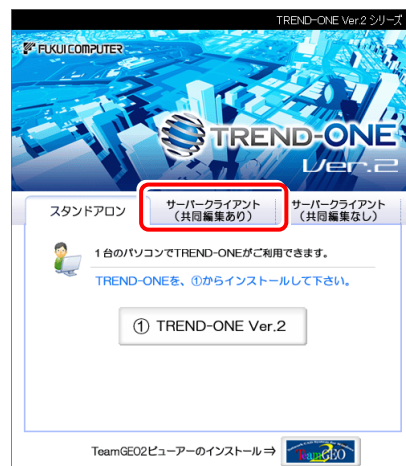 TREND-ONE Ver.2 シリーズ
FUKUI COMPUTER
TREND-ONE
Ver.2
スタンドアロン
サーバークライアント
（共同編集あり）
サーバークライアント
（共同編集なし）
1台のパソコンでTREND-ONEがご利用できます。
TREND-ONEを、①からインストールして下さい。
① TREND-ONE Ver.2
TeamGEO2ビューアーのインストール⇒
TeamGEO